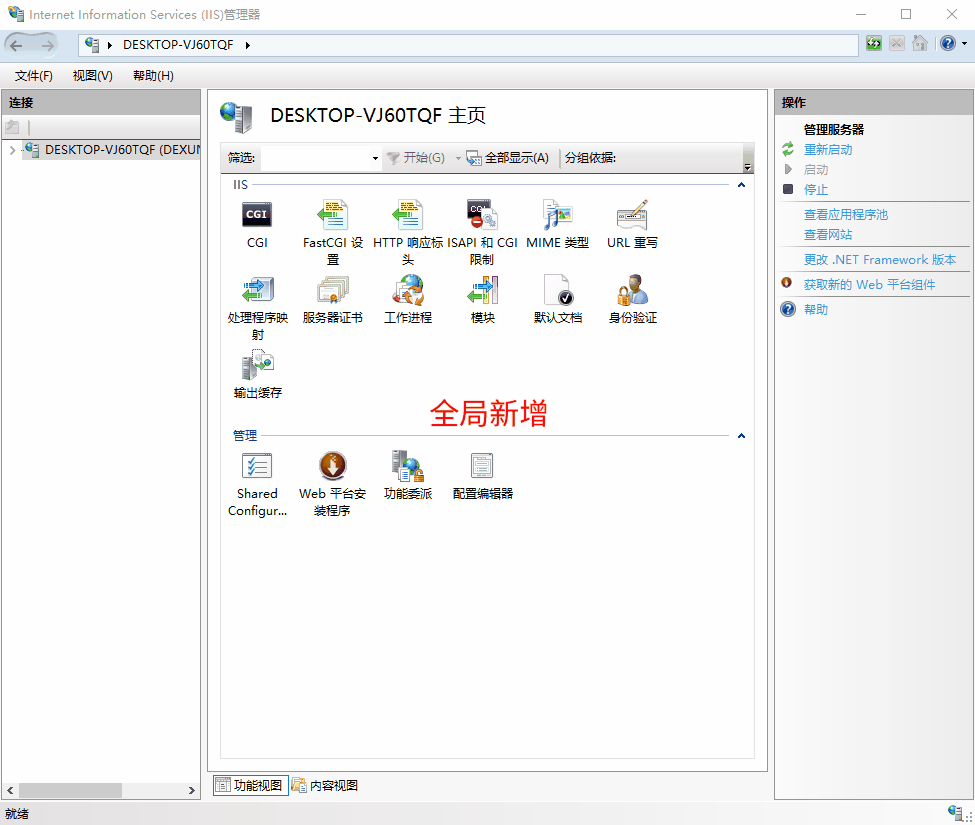 Internet Information Services (IIS)管理器
DESKTOP-VJ60TQF
文件(F) 视图(V) 帮助(H)
连接
DESKTOP-VJ60TQF (DEXUN
DESKTOP-VJ60TQF 主页
筛选: 开始(G) 全部显示(A) 分组依据:
IIS
CGI
FastCGI 设
置
HTTP 响应标
头
ISAPI 和 CGI
限制
MIME 类型
URL 重写
处理程序映
射
服务器证书
工作进程
模块
默认文档
身份验证
输出缓存
全局新增
管理
Shared
Configur...
Web 平台安
装程序
功能委派
配置编辑器
功能视图 内容视图
操作
管理服务器
重新启动
启动
停止
查看应用程序池
查看网站
更改 .NET Framework 版本
获取新的 Web 平台组件
帮助
就绪